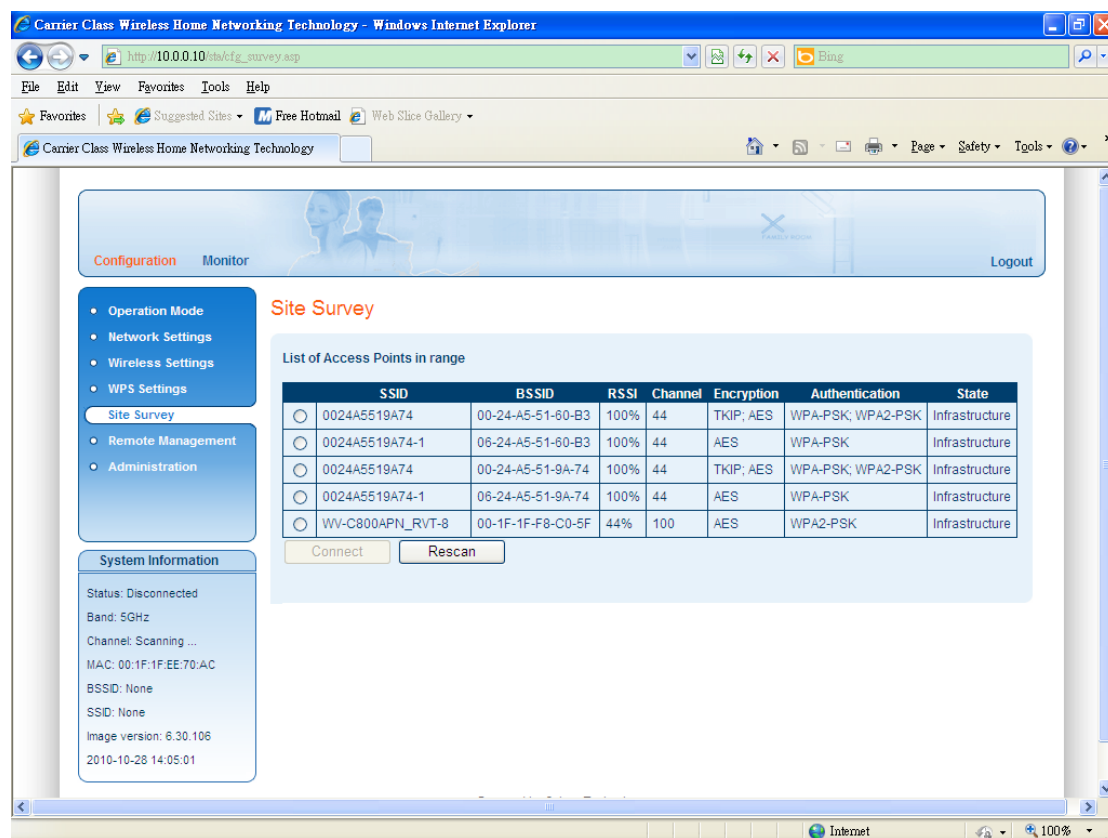 Carrier Class Wireless Home Networking Technology - Windows Internet Explorer
http://10.0.0.10/sta/cfg_survey.asp
Bing
File Edit View Favorites Tools Help
Favorites Suggested Sites Free Hotmail Web Slice Gallery
Carrier Class Wireless Home Networking Technology
Page Safety Tools
Configuration Monitor
Logout
Operation Mode
Network Settings
Wireless Settings
WPS Settings
Site Survey
Remote Management
Administration
System Information
Status: Disconnected
Band: 5GHz
Channel: Scanning ...
MAC: 00:1F:1F:EE:70:AC
BSSID: None
SSID: None
Image version: 6.30.106
2010-10-28 14:05:01
Site Survey
List of Access Points in range
SSID BSSID RSSI Channel Encryption Authentication State
0024A5519A74 00-24-A5-51-60-B3 100% 44 TKIP; AES WPA-PSK; WPA2-PSK Infrastructure
0024A5519A74-1 06-24-A5-51-60-B3 100% 44 AES WPA-PSK Infrastructure
0024A5519A74 00-24-A5-51-9A-74 100% 44 TKIP; AES WPA-PSK; WPA2-PSK Infrastructure
0024A5519A74-1 06-24-A5-51-9A-74 100% 44 AES WPA-PSK Infrastructure
WV-C800APN_RVT-8 00-1F-1F-F8-C0-5F 44% 100 AES WPA2-PSK Infrastructure
Connect Rescan
Internet
100%